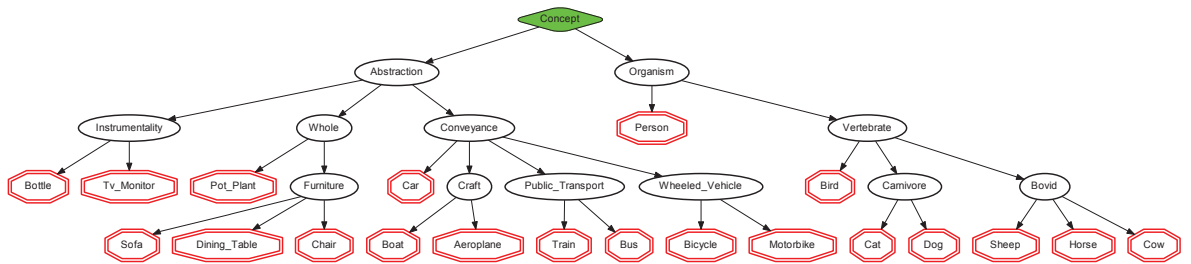 Concept
Abstraction
Organism
Instrumentality
Whole
Conveyance
Person
Vertebrate
Bottle
Tv_Monitor
Pot_Plant
Furniture
Car
Craft
Public_Transport
Wheeled_Vehicle
Bird
Carnivore
Bovid
Sofa
Dining_Table
Chair
Boat
Aeroplane
Train
Bus
Bicycle
Motorbike
Cat
Dog
Sheep
Horse
Cow